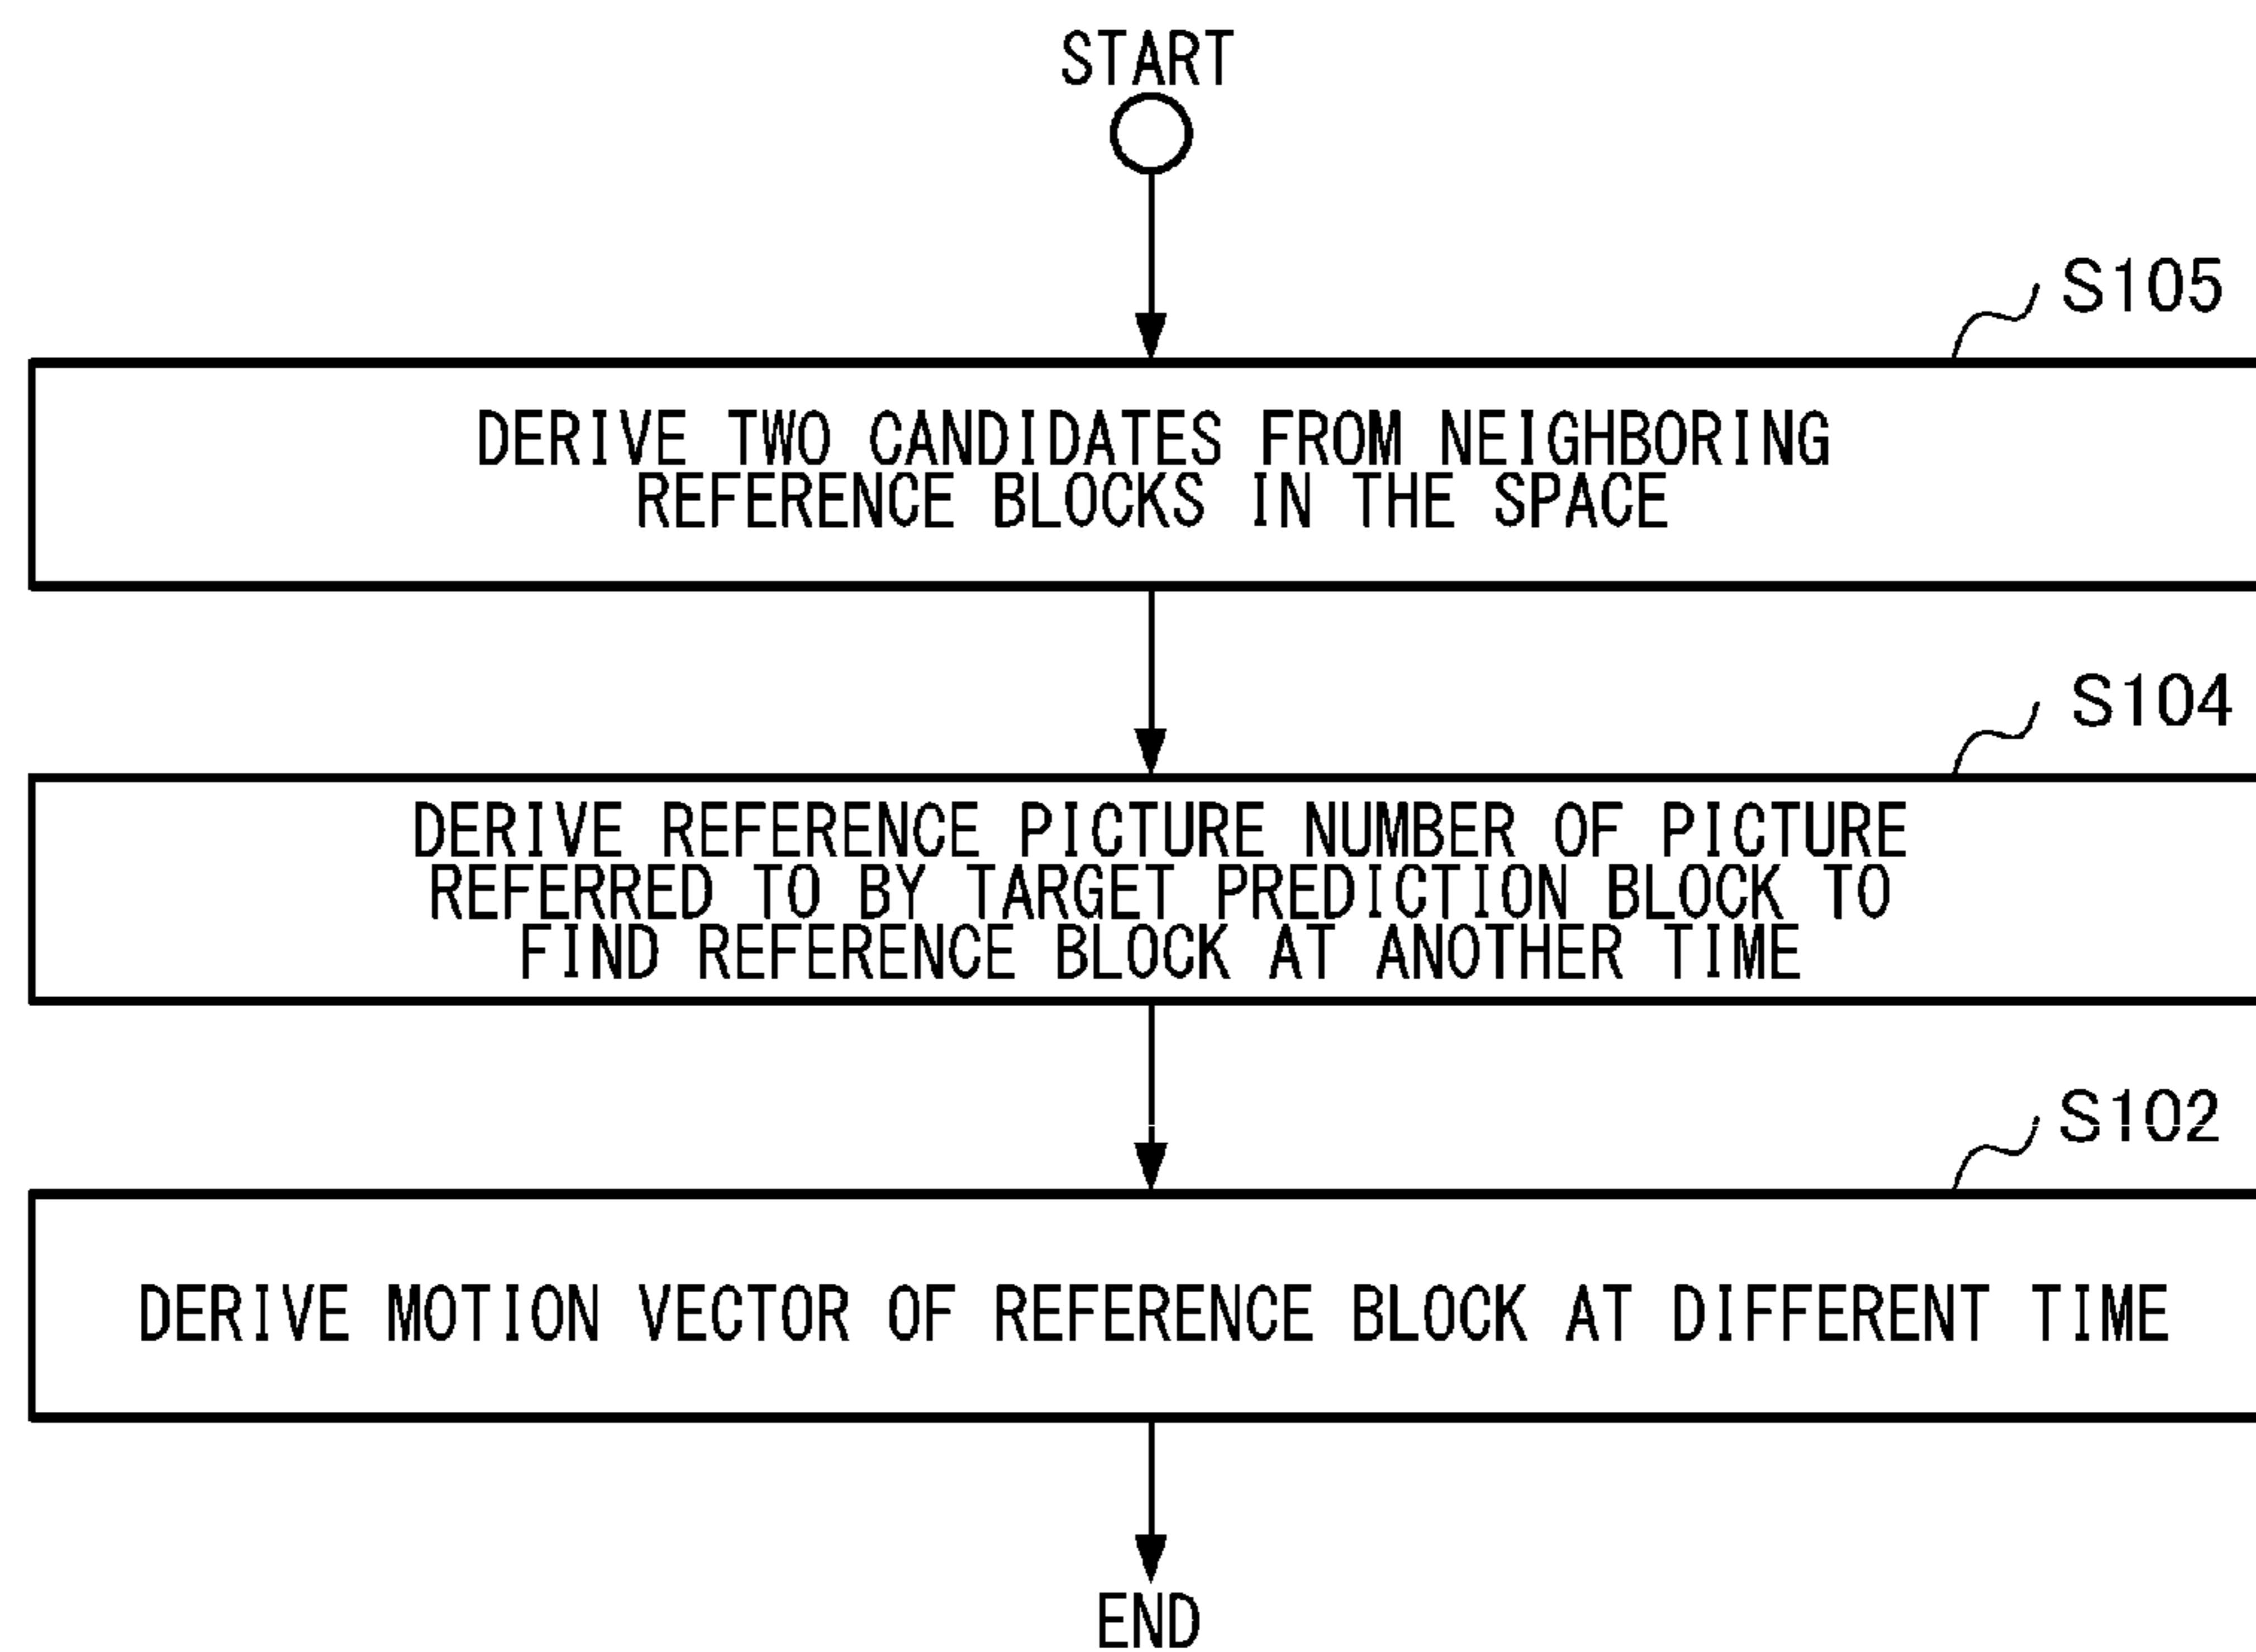 START
S105
DERIVE TWO CANDIDATES FROM NEIGHBORING
REFERENCE BLOCKS IN THE SPACE
S104
DERIVE REFERENCE PICTURE NUMBER OF PICTURE
REFERRED TO BY TARGET PREDICTION BLOCK TO
FIND REFERENCE BLOCK AT ANOTHER TIME
S102
DERIVE MOTION VECTOR OF REFERENCE BLOCK AT DIFFERENT TIME
END